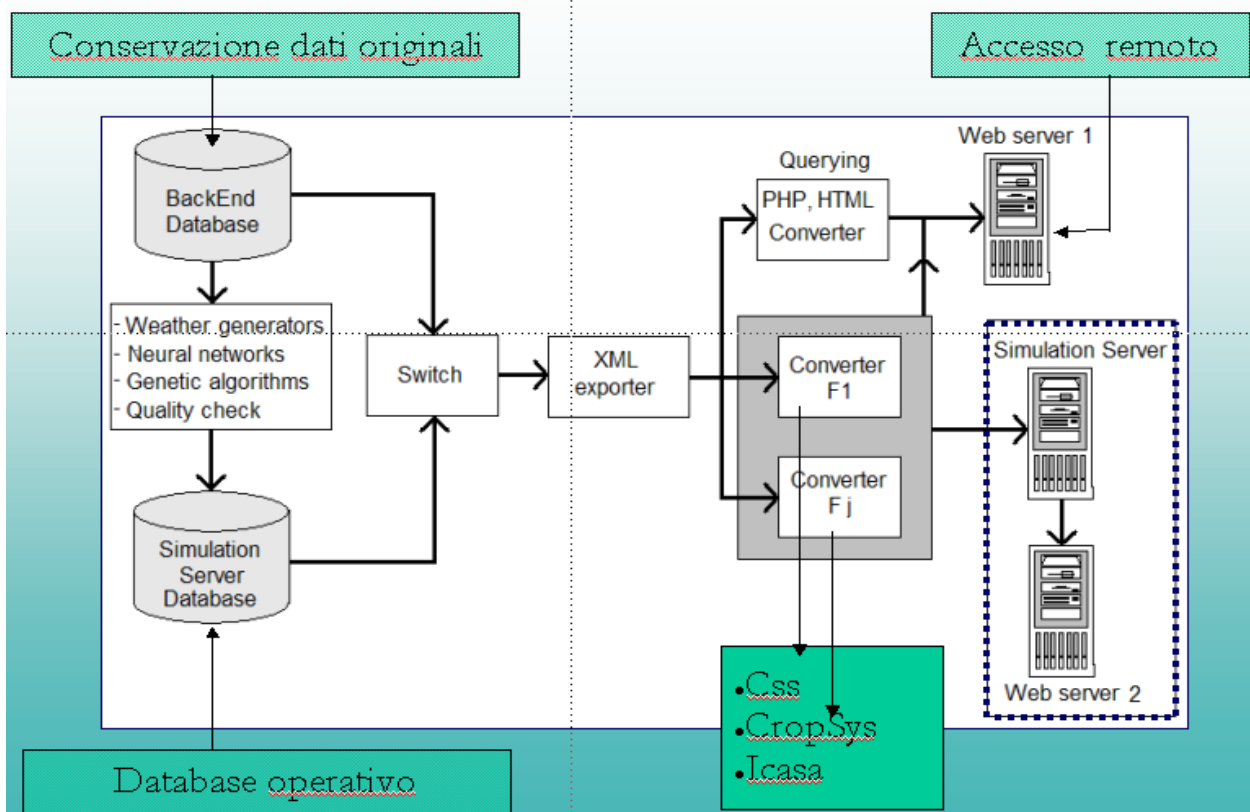 Conservazione dati originali
Accesso remoto
BackEnd
Database
- Weather generators
- Neural networks
- Genetic algorithms
- Quality check
Simulation
Server
Database
Switch
XML
exporter
Querying
PHP, HTML
Converter
Web server 1
Converter
F1
Converter
F j
Simulation Server
Web server 2
•Css
•CropSys
•Icasa
Database operativo